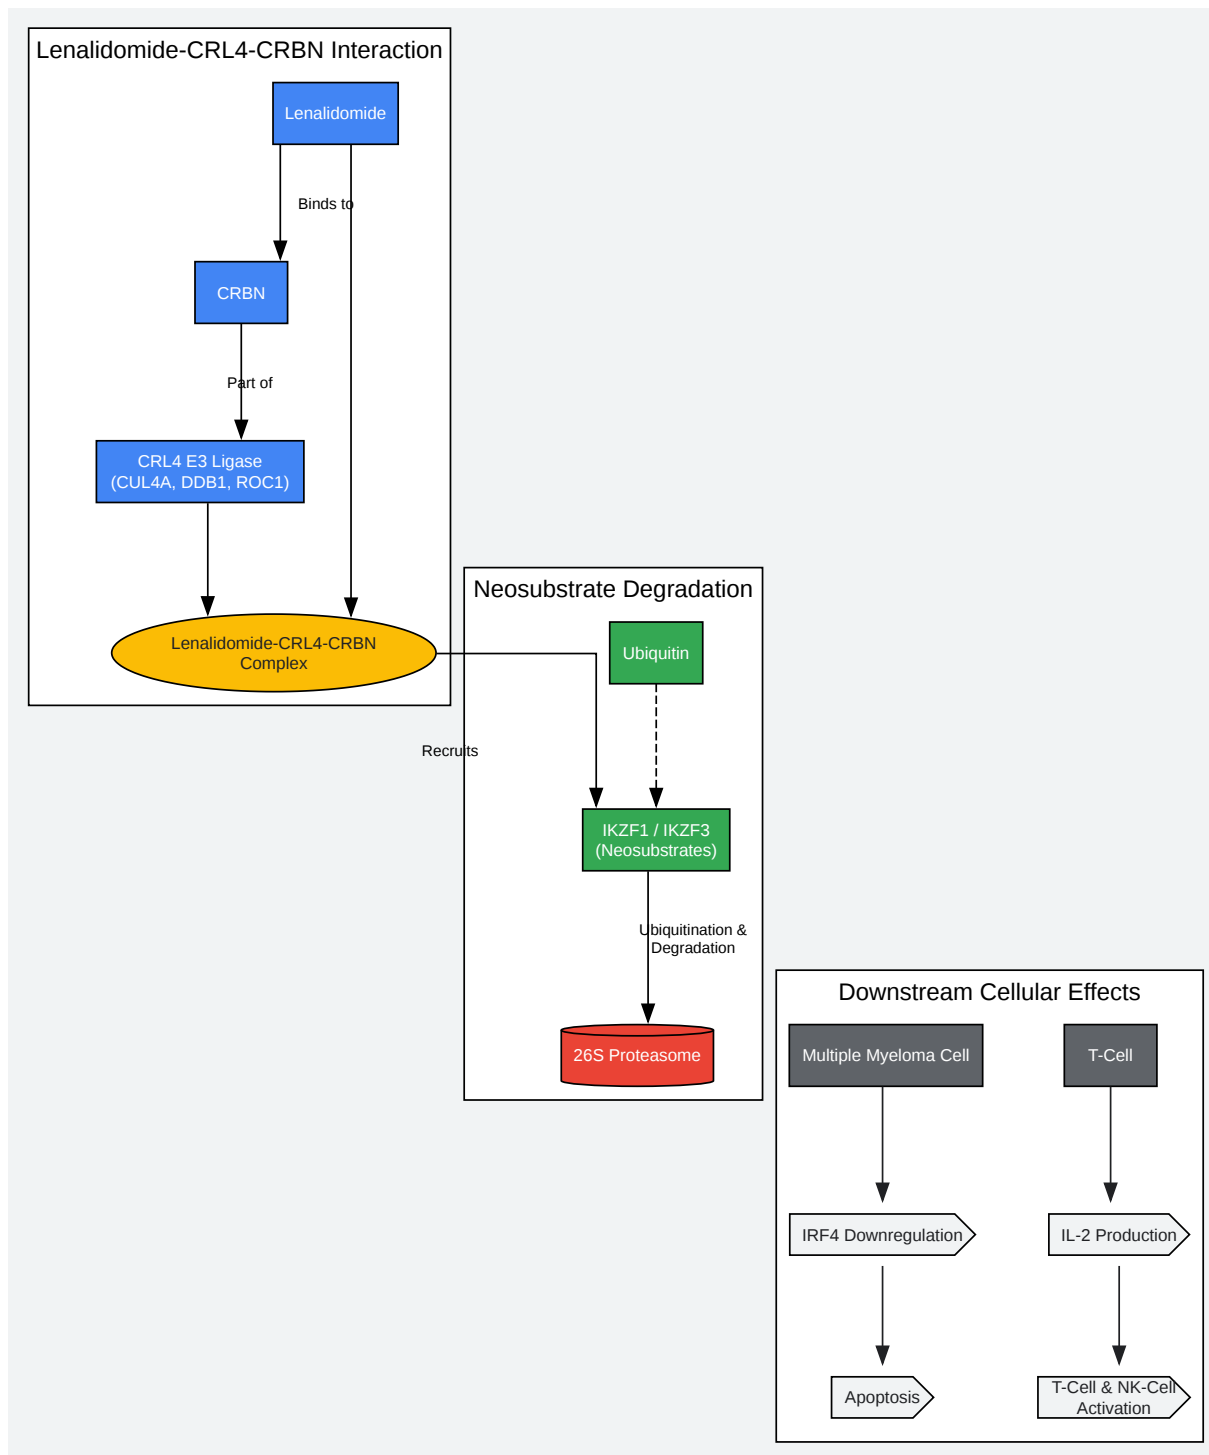 Lenalidomide-CRL4-CRBN Interaction
Lenalidomide
Binds to
CRBN
Part of
CRL4 E3 Ligase
(CUL4A, DDB1, ROC1)
Lenalidomide-CRL4-CRBN
Complex
Recruits
Neosubstrate Degradation
Ubiquitin
IKZF1 / IKZF3
(Neosubstrates)
Ubiquitination &
Degradation
26S Proteasome
Downstream Cellular Effects
Multiple Myeloma Cell
T-Cell
IRF4 Downregulation
IL-2 Production
Apoptosis
T-Cell & NK-Cell
Activation